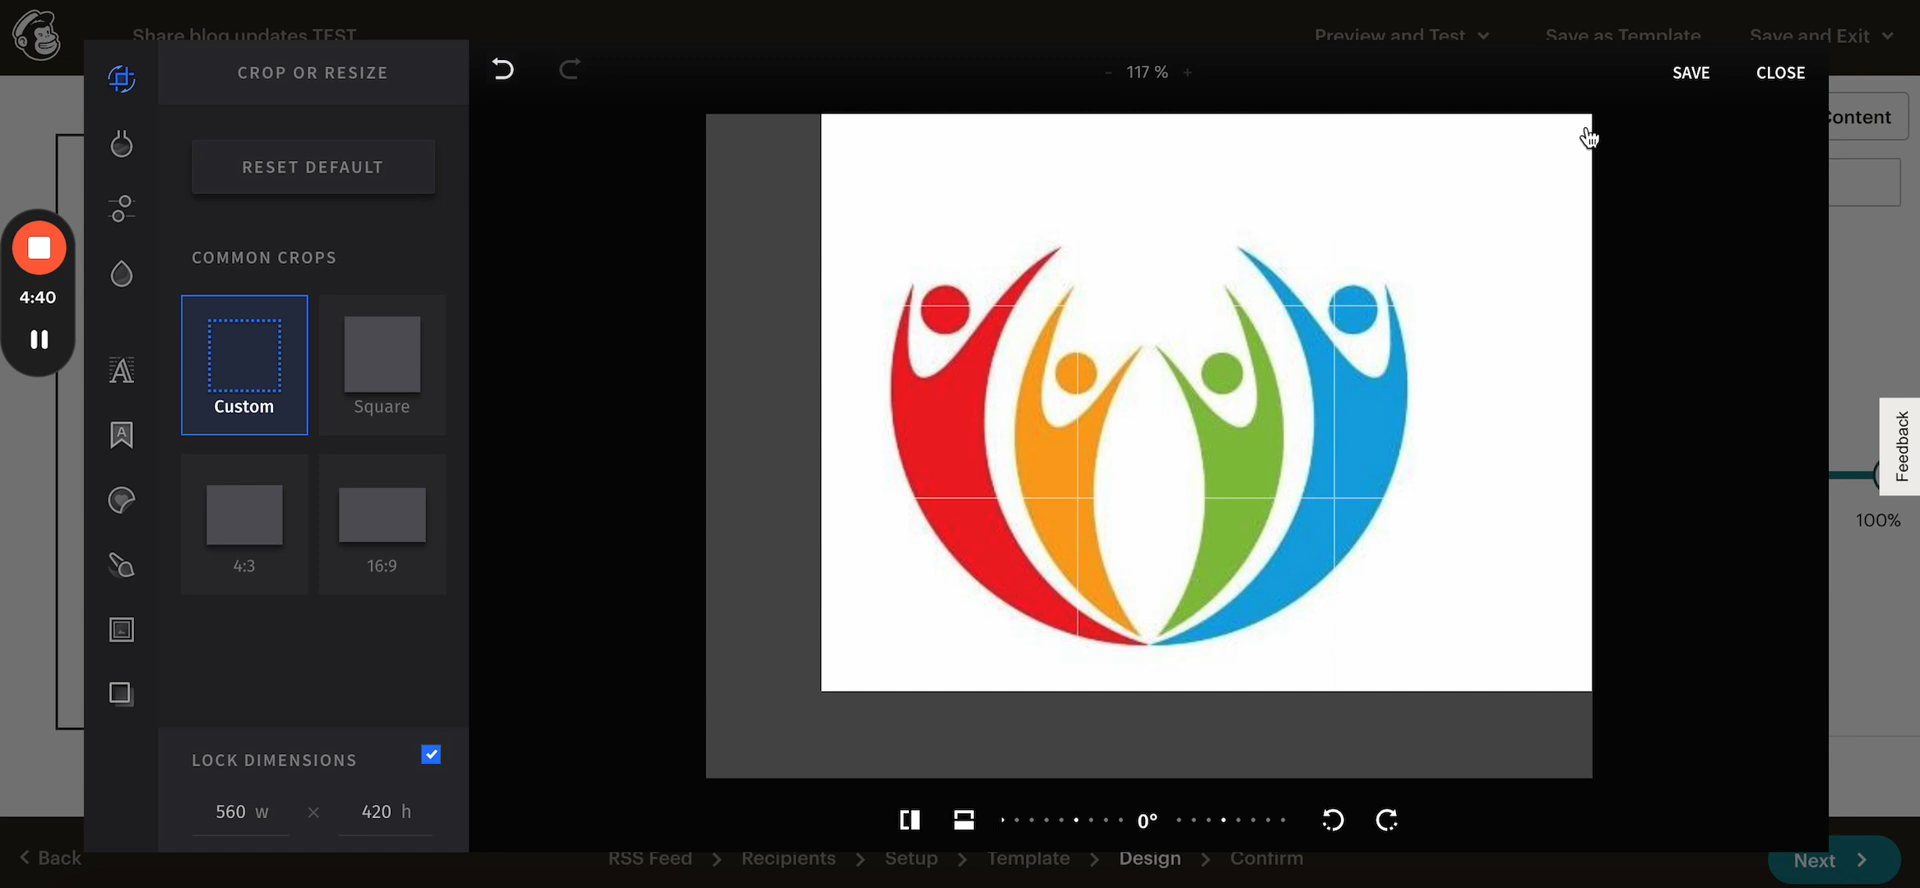 Share blog updates TEST
Preview and Test
Save as Template
Save and Exit
CROP OR RESIZE
- 117 % +
SAVE
CLOSE
Content
RESET DEFAULT
COMMON CROPS
4:40
Custom
Square
4:3
16:9
A
A
Feedback
100%
LOCK DIMENSIONS
560 w × 420 h
0°
Back
RSS Feed
Recipients
Setup
Template
Design
Confirm
Next